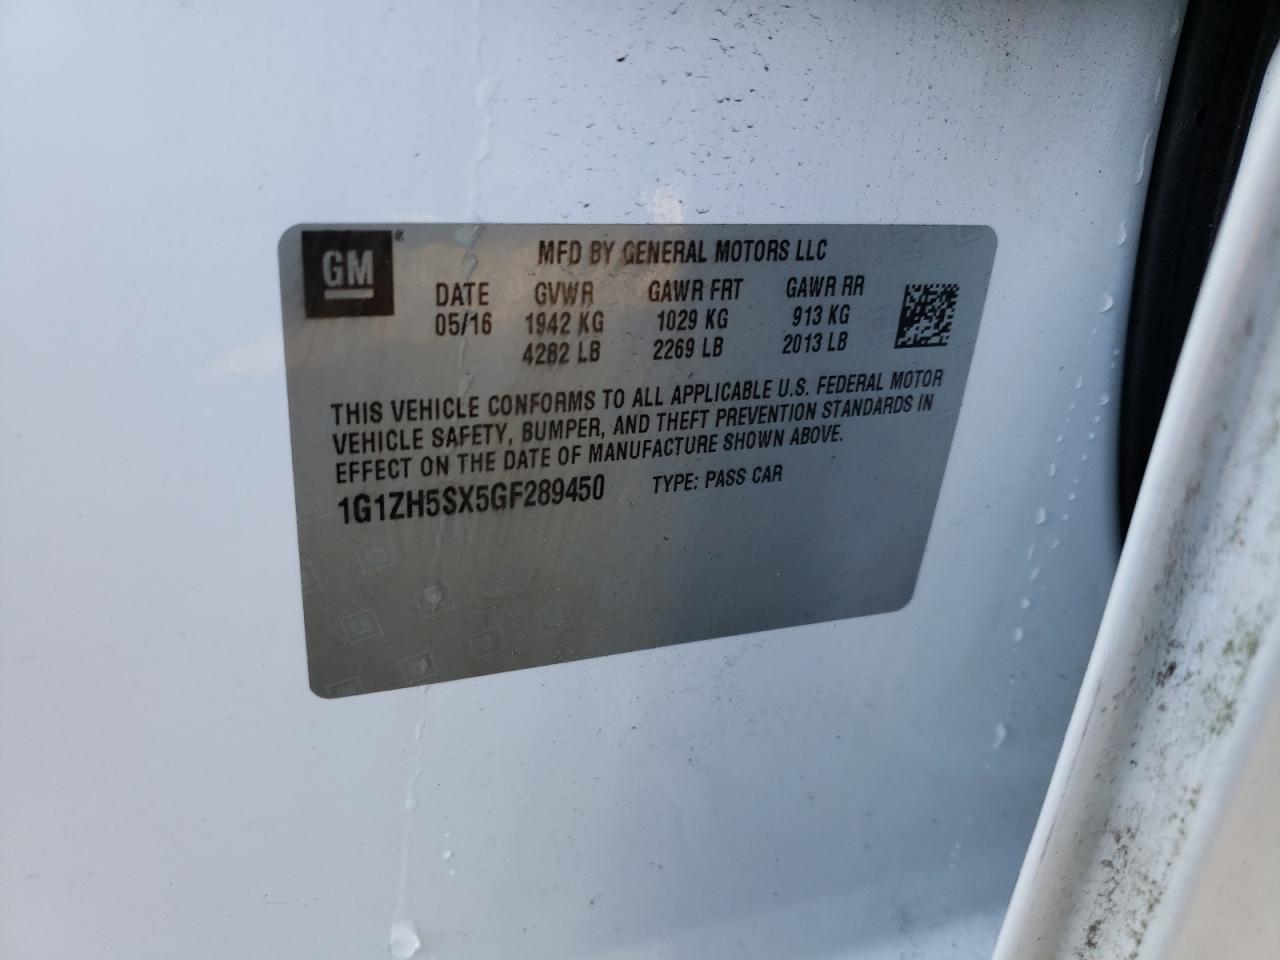 GM®
MFD BY GENERAL MOTORS LLC
DATE GVWR GAWR FRT GAWR RR
05/16 1942 KG 1029 KG 913 KG
4282 LB 2269 LB 2013 LB
THIS VEHICLE CONFORMS TO ALL APPLICABLE U.S. FEDERAL MOTOR
VEHICLE SAFETY, BUMPER, AND THEFT PREVENTION STANDARDS IN
EFFECT ON THE DATE OF MANUFACTURE SHOWN ABOVE.
1G1ZH5SX5GF289450 TYPE: PASS CAR